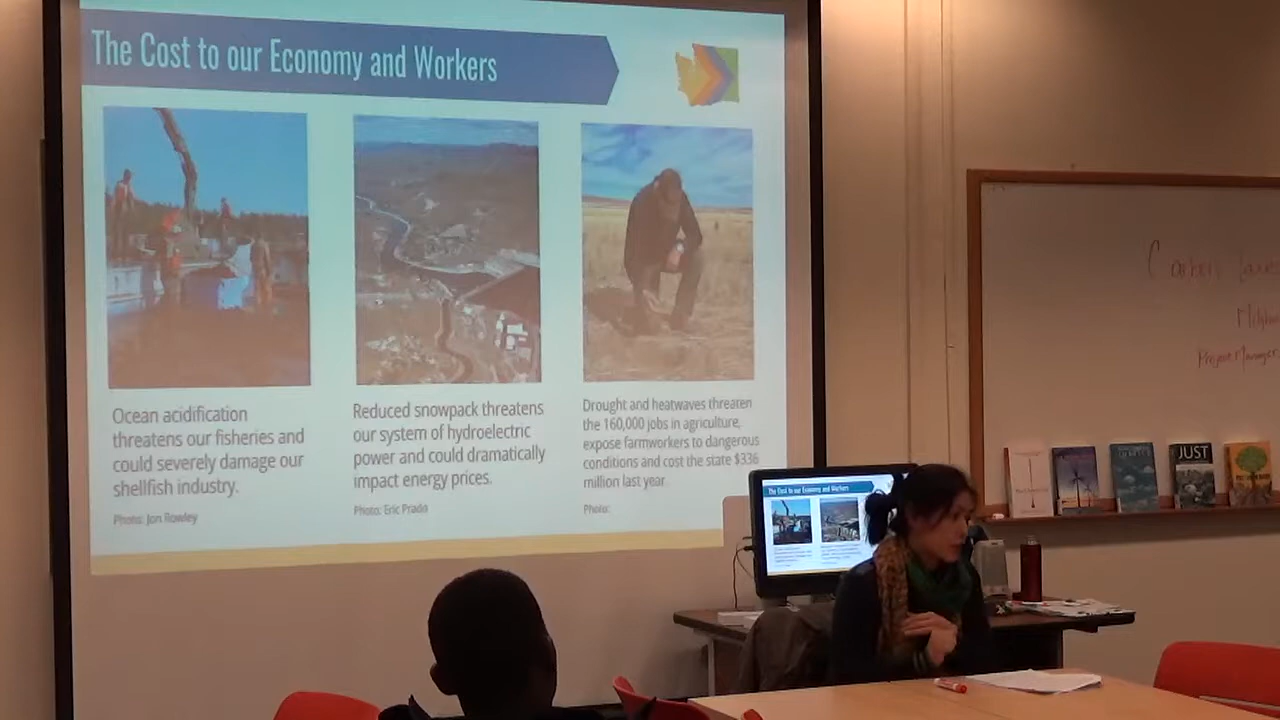 The Cost to our Economy and Workers
Ocean acidification
threatens our fisheries and
could severely damage our
shellfish industry.
Photo: Jon Rowley
Reduced snowpack threatens
our system of hydroelectric
power and could dramatically
impact energy prices.
Photo: Eric Prado
Drought and heatwaves threaten
the 160,000 jobs in agriculture,
expose farmworkers to dangerous
conditions and cost the state $336
million last year
Photo:
The Cost to our Economy and Workers
Project Manager
JUST